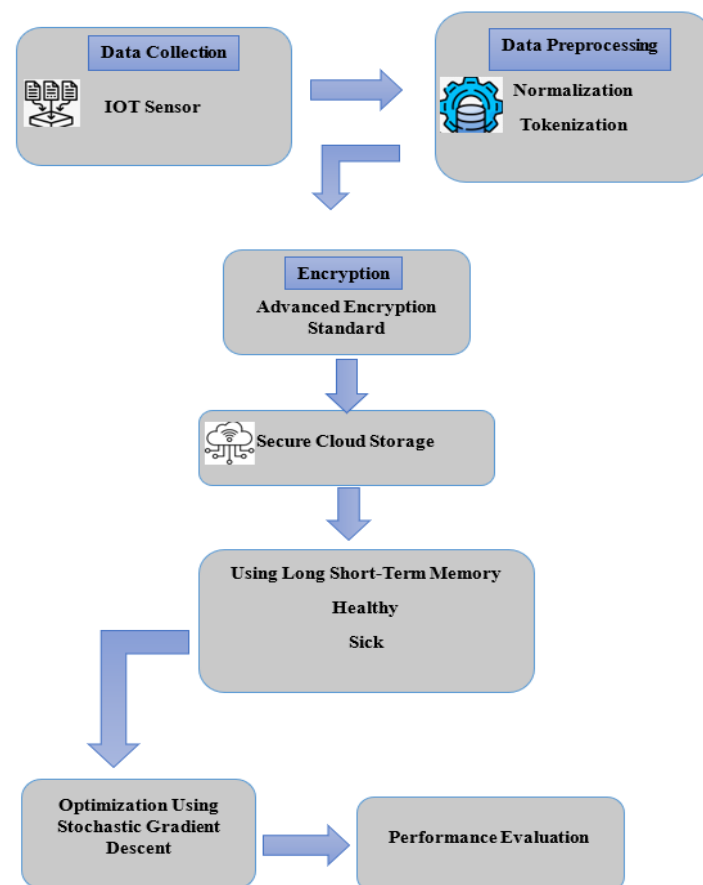 Data Collection
IOT Sensor
Data Preprocessing
Normalization
Tokenization
Encryption
Advanced Encryption
Standard
Secure Cloud Storage
Using Long Short-Term Memory
Healthy
Sick
Optimization Using
Stochastic Gradient
Descent
Performance Evaluation